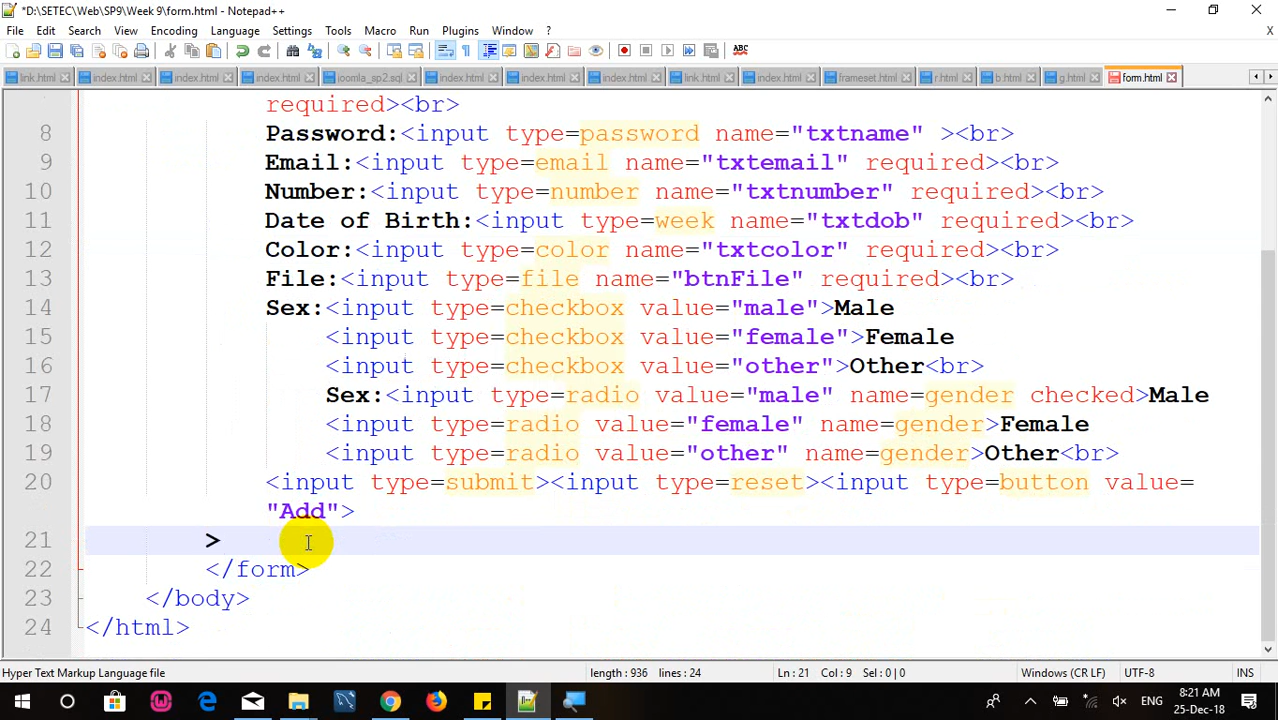 *D:\SETEC\Web\SP9\Week 9\form.html - Notepad++
File Edit Search View Encoding Language Settings Tools Macro Run Plugins Window ? X
link.html index.html index.html index.html joomla_sp2.sql index.html index.html index.html link.html index.html frameset.html r.html b.html g.html form.html
required><br>
8 Password:<input type=password name="txtname" ><br>
9 Email:<input type=email name="txtemail" required><br>
10 Number:<input type=number name="txtnumber" required><br>
11 Date of Birth:<input type=week name="txtdob" required><br>
12 Color:<input type=color name="txtcolor" required><br>
13 File:<input type=file name="btnFile" required><br>
14 Sex:<input type=checkbox value="male">Male
15 <input type=checkbox value="female">Female
16 <input type=checkbox value="other">Other<br>
17 Sex:<input type=radio value="male" name=gender checked>Male
18 <input type=radio value="female" name=gender>Female
19 <input type=radio value="other" name=gender>Other<br>
20 <input type=submit><input type=reset><input type=button value=
"Add">
21 >
22 </form>
23 </body>
24 </html>
Hyper Text Markup Language file length : 936 lines : 24 Ln : 21 Col : 9 Sel : 0 | 0 Windows (CR LF) UTF-8 INS
ENG 8:21 AM
25-Dec-18